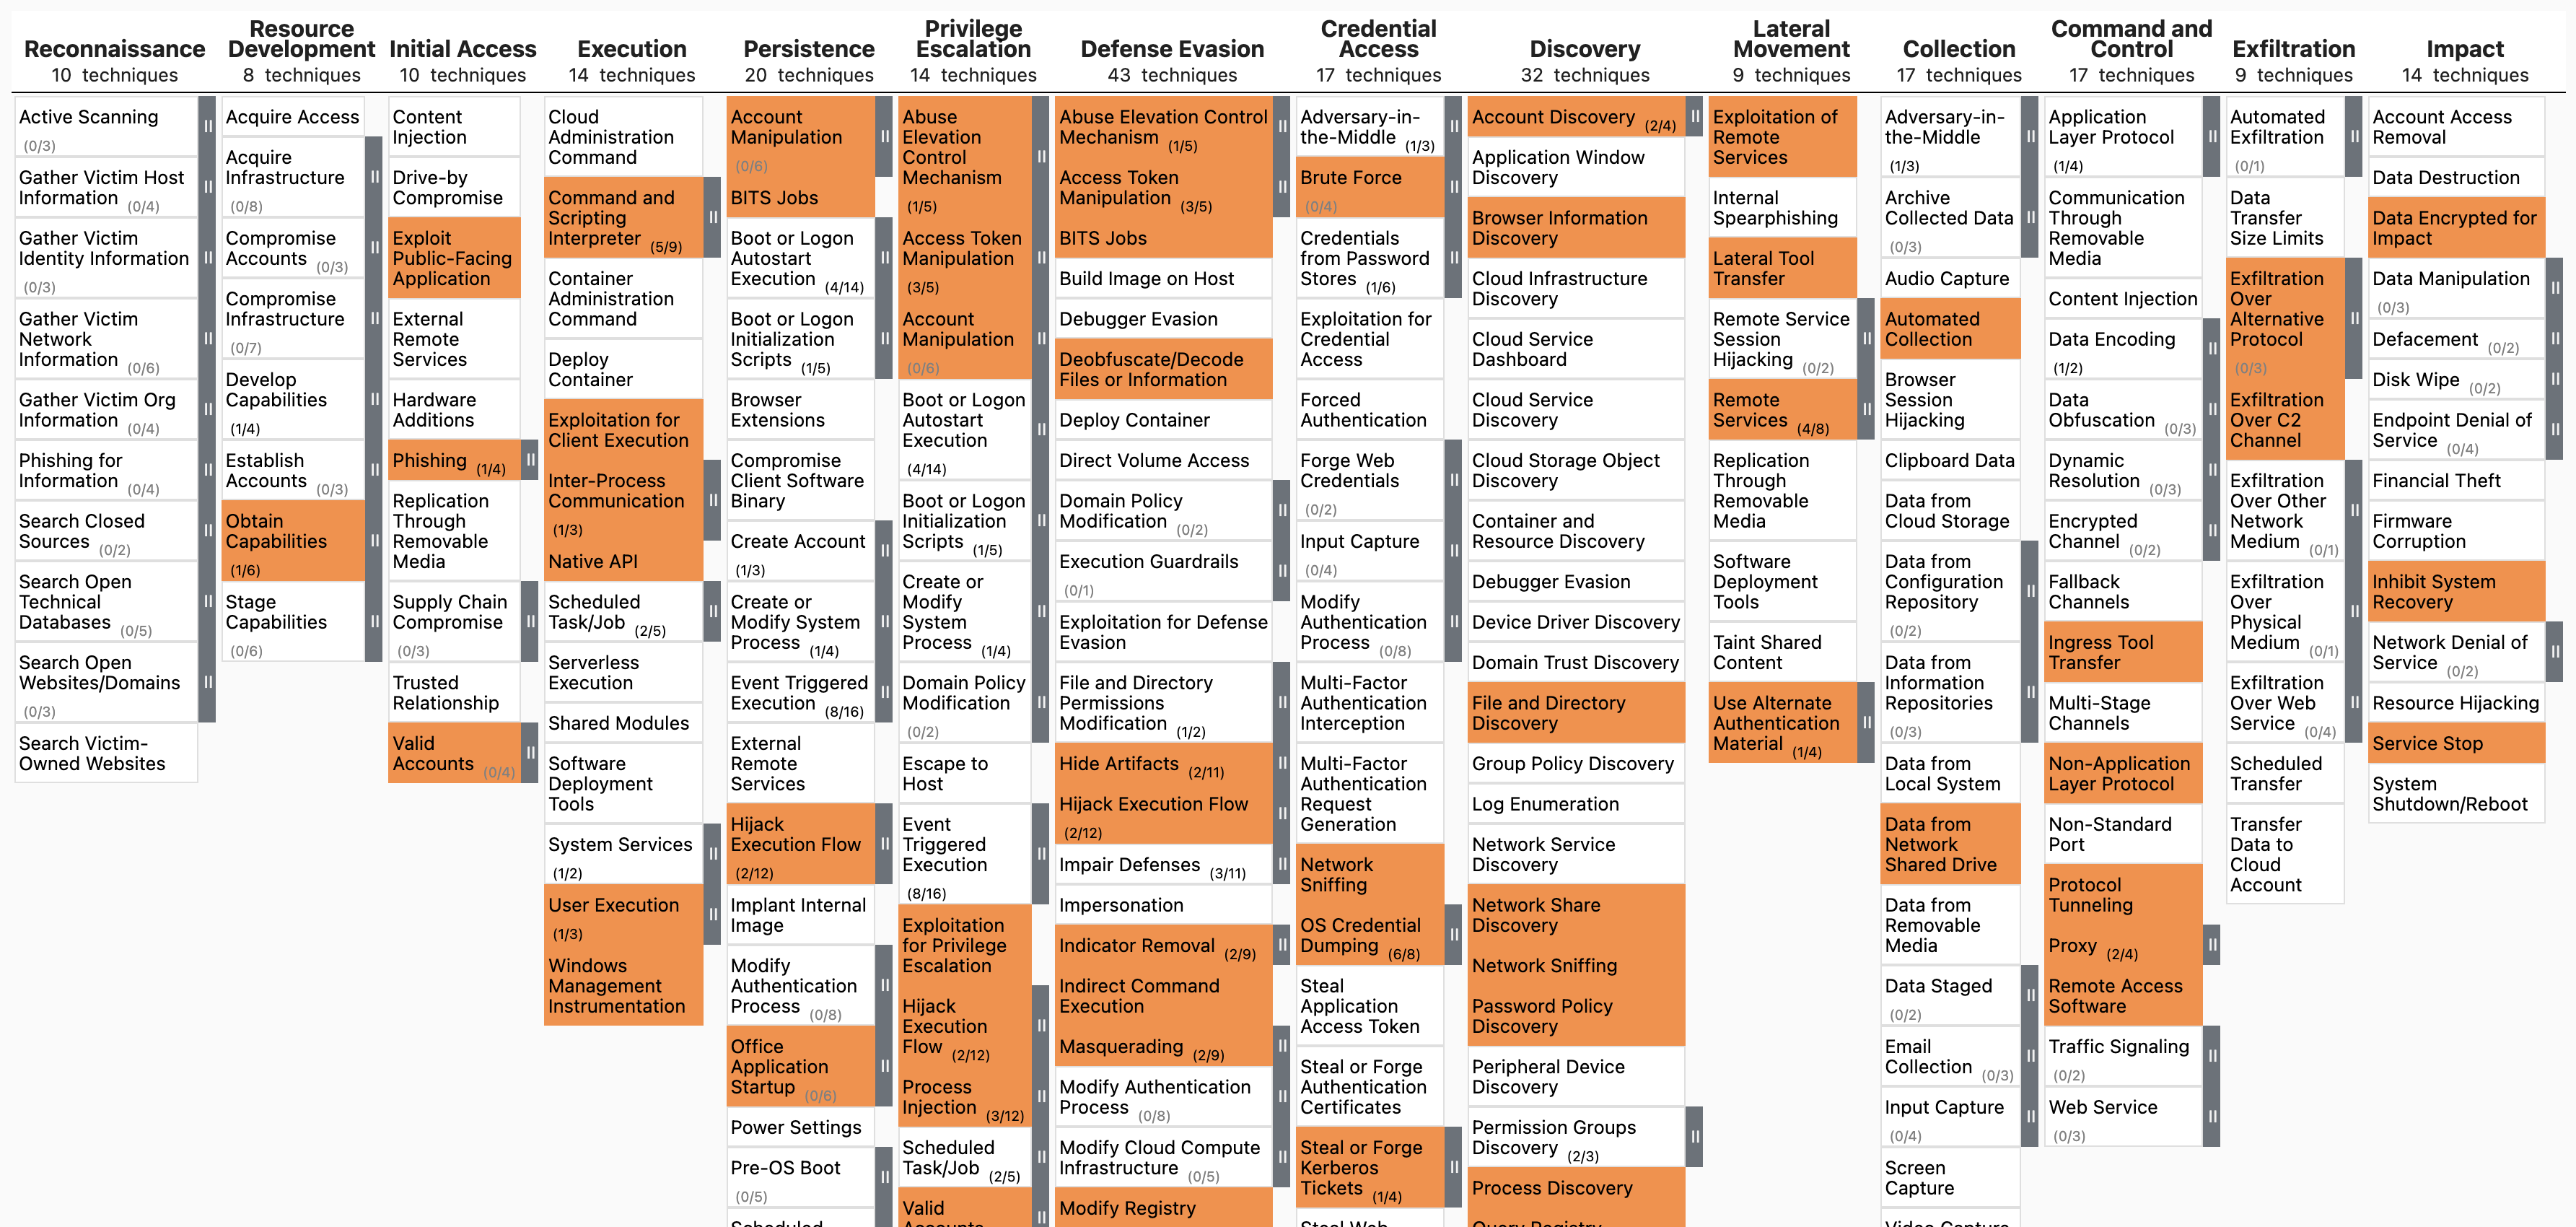 Reconnaissance
10 techniques
Active Scanning
(0/3)
Gather Victim Host
Information (0/4)
Gather Victim
Identity Information
(0/3)
Gather Victim
Network
Information (0/6)
Gather Victim Org
Information (0/4)
Phishing for
Information (0/4)
Search Closed
Sources (0/2)
Search Open
Technical
Databases (0/5)
Search Open
Websites/Domains
(0/3)
Search Victim-
Owned Websites
Resource
Development
8 techniques
Acquire Access
Acquire
Infrastructure
(0/8)
Compromise
Accounts (0/3)
Compromise
Infrastructure
(0/7)
Develop
Capabilities
(1/4)
Establish
Accounts (0/3)
Obtain
Capabilities
(1/6)
Stage
Capabilities
(0/6)
Initial Access
10 techniques
Content
Injection
Drive-by
Compromise
Exploit
Public-Facing
Application
External
Remote
Services
Hardware
Additions
Phishing (1/4)
Replication
Through
Removable
Media
Supply Chain
Compromise
(0/3)
Trusted
Relationship
Valid
Accounts (0/4)
Execution
14 techniques
Cloud
Administration
Command
Command and
Scripting
Interpreter (5/9)
Container
Administration
Command
Deploy
Container
Exploitation for
Client Execution
Inter-Process
Communication
(1/3)
Native API
Scheduled
Task/Job (2/5)
Serverless
Execution
Shared Modules
Software
Deployment
Tools
System Services
(1/2)
User Execution
(1/3)
Windows
Management
Instrumentation
Persistence
20 techniques
Account
Manipulation
(0/6)
BITS Jobs
Boot or Logon
Autostart
Execution (4/14)
Boot or Logon
Initialization
Scripts (1/5)
Browser
Extensions
Compromise
Client Software
Binary
Create Account
(1/3)
Create or
Modify System
Process (1/4)
Event Triggered
Execution (8/16)
External
Remote
Services
Hijack
Execution Flow
(2/12)
Implant Internal
Image
Modify
Authentication
Process (0/8)
Office
Application
Startup (0/6)
Power Settings
Pre-OS Boot
(0/5)
Scheduled
Privilege
Escalation
14 techniques
Abuse
Elevation
Control
Mechanism
(1/5)
Access Token
Manipulation
(3/5)
Account
Manipulation
(0/6)
Boot or Logon
Autostart
Execution
(4/14)
Boot or Logon
Initialization
Scripts (1/5)
Create or
Modify
System
Process (1/4)
Domain Policy
Modification
(0/2)
Escape to
Host
Event
Triggered
Execution
(8/16)
Exploitation
for Privilege
Escalation
Hijack
Execution
Flow (2/12)
Process
Injection (3/12)
Scheduled
Task/Job (2/5)
Valid
Accounts
Defense Evasion
43 techniques
Abuse Elevation Control
Mechanism (1/5)
Access Token
Manipulation (3/5)
BITS Jobs
Build Image on Host
Debugger Evasion
Deobfuscate/Decode
Files or Information
Deploy Container
Direct Volume Access
Domain Policy
Modification (0/2)
Execution Guardrails
(0/1)
Exploitation for Defense
Evasion
File and Directory
Permissions
Modification (1/2)
Hide Artifacts (2/11)
Hijack Execution Flow
(2/12)
Impair Defenses (3/11)
Impersonation
Indicator Removal (2/9)
Indirect Command
Execution
Masquerading (2/9)
Modify Authentication
Process (0/8)
Modify Cloud Compute
Infrastructure (0/5)
Modify Registry
Credential
Access
17 techniques
Adversary-in-
the-Middle (1/3)
Brute Force
(0/4)
Credentials
from Password
Stores (1/6)
Exploitation for
Credential
Access
Forced
Authentication
Forge Web
Credentials
(0/2)
Input Capture
(0/4)
Modify
Authentication
Process (0/8)
Multi-Factor
Authentication
Interception
Multi-Factor
Authentication
Request
Generation
Network
Sniffing
OS Credential
Dumping (6/8)
Steal
Application
Access Token
Steal or Forge
Authentication
Certificates
Steal or Forge
Kerberos
Tickets (1/4)
Steal Web
Discovery
32 techniques
Account Discovery (2/4)
Application Window
Discovery
Browser Information
Discovery
Cloud Infrastructure
Discovery
Cloud Service
Dashboard
Cloud Service
Discovery
Cloud Storage Object
Discovery
Container and
Resource Discovery
Debugger Evasion
Device Driver Discovery
Domain Trust Discovery
File and Directory
Discovery
Group Policy Discovery
Log Enumeration
Network Service
Discovery
Network Share
Discovery
Network Sniffing
Password Policy
Discovery
Peripheral Device
Discovery
Permission Groups
Discovery (2/3)
Process Discovery
Query Registry
Lateral
Movement
9 techniques
Exploitation of
Remote
Services
Internal
Spearphishing
Lateral Tool
Transfer
Remote Service
Session
Hijacking (0/2)
Remote
Services (4/8)
Replication
Through
Removable
Media
Software
Deployment
Tools
Taint Shared
Content
Use Alternate
Authentication
Material (1/4)
Collection
17 techniques
Adversary-in-
the-Middle
(1/3)
Archive
Collected Data
(0/3)
Audio Capture
Automated
Collection
Browser
Session
Hijacking
Clipboard Data
Data from
Cloud Storage
Data from
Configuration
Repository
(0/2)
Data from
Information
Repositories
(0/3)
Data from
Local System
Data from
Network
Shared Drive
Data from
Removable
Media
Data Staged
(0/2)
Email
Collection (0/3)
Input Capture
(0/4)
Screen
Capture
Video Capture
Command and
Control
17 techniques
Application
Layer Protocol
(1/4)
Communication
Through
Removable
Media
Content Injection
Data Encoding
(1/2)
Data
Obfuscation (0/3)
Dynamic
Resolution (0/3)
Encrypted
Channel (0/2)
Fallback
Channels
Ingress Tool
Transfer
Multi-Stage
Channels
Non-Application
Layer Protocol
Non-Standard
Port
Protocol
Tunneling
Proxy (2/4)
Remote Access
Software
Traffic Signaling
(0/2)
Web Service
(0/3)
Exfiltration
9 techniques
Automated
Exfiltration
(0/1)
Data
Transfer
Size Limits
Exfiltration
Over
Alternative
Protocol
(0/3)
Exfiltration
Over C2
Channel
Exfiltration
Over Other
Network
Medium (0/1)
Exfiltration
Over
Physical
Medium (0/1)
Exfiltration
Over Web
Service (0/4)
Scheduled
Transfer
Transfer
Data to
Cloud
Account
Impact
14 techniques
Account Access
Removal
Data Destruction
Data Encrypted for
Impact
Data Manipulation
(0/3)
Defacement (0/2)
Disk Wipe (0/2)
Endpoint Denial of
Service (0/4)
Financial Theft
Firmware
Corruption
Inhibit System
Recovery
Network Denial of
Service (0/2)
Resource Hijacking
Service Stop
System
Shutdown/Reboot